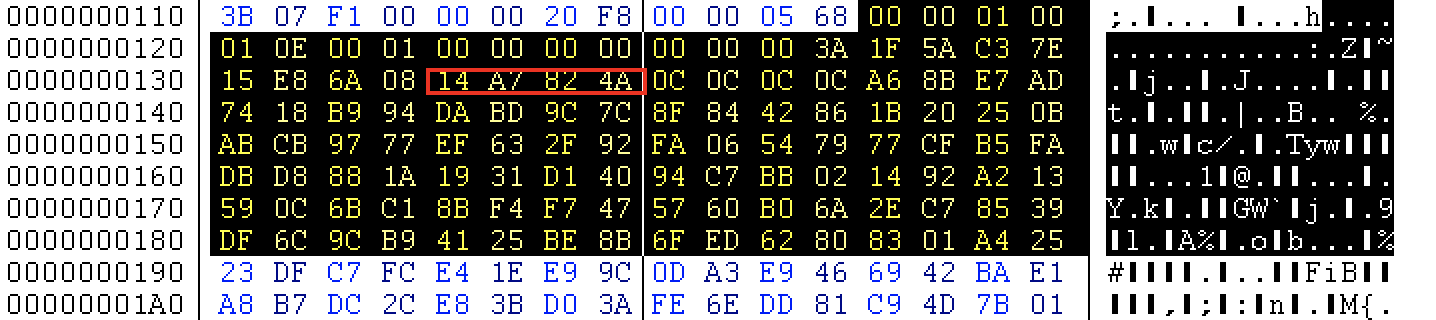 0000000110 3B 07 F1 00 00 00 20 F8 00 00 05 68 00 00 01 00 ;.▌... ▌...h....
0000000120 01 0E 00 01 00 00 00 00 00 00 00 3A 1F 5A C3 7E ...........:.Z▌~
0000000130 15 E8 6A 08 14 A7 82 4A 0C 0C 0C 0C A6 8B E7 AD .▌j..▌.J....▌.▌▌
0000000140 74 18 B9 94 DA BD 9C 7C 8F 84 42 86 1B 20 25 0B t.▌.▌▌.|..B.. %.
0000000150 AB CB 97 77 EF 63 2F 92 FA 06 54 79 77 CF B5 FA ▌▌.w▌c/.▌.Tyw▌▌▌
0000000160 DB D8 88 1A 19 31 D1 40 94 C7 BB 02 14 92 A2 13 ▌▌...1▌@.▌▌...▌.
0000000170 59 0C 6B C1 8B F4 F7 47 57 60 B0 6A 2E C7 85 39 Y.k▌.▌▌GW`▌j.▌.9
0000000180 DF 6C 9C B9 41 25 BE 8B 6F ED 62 80 83 01 A4 25 ▌l.▌A%▌.o▌b...▌%
0000000190 23 DF C7 FC E4 1E E9 9C 0D A3 E9 46 69 42 BA E1 #▌▌▌▌.▌..▌▌FiB▌▌
00000001A0 A8 B7 DC 2C E8 3B D0 3A FE 6E DD 81 C9 4D 7B 01 ▌▌▌,▌;▌:▌n▌.▌M{.